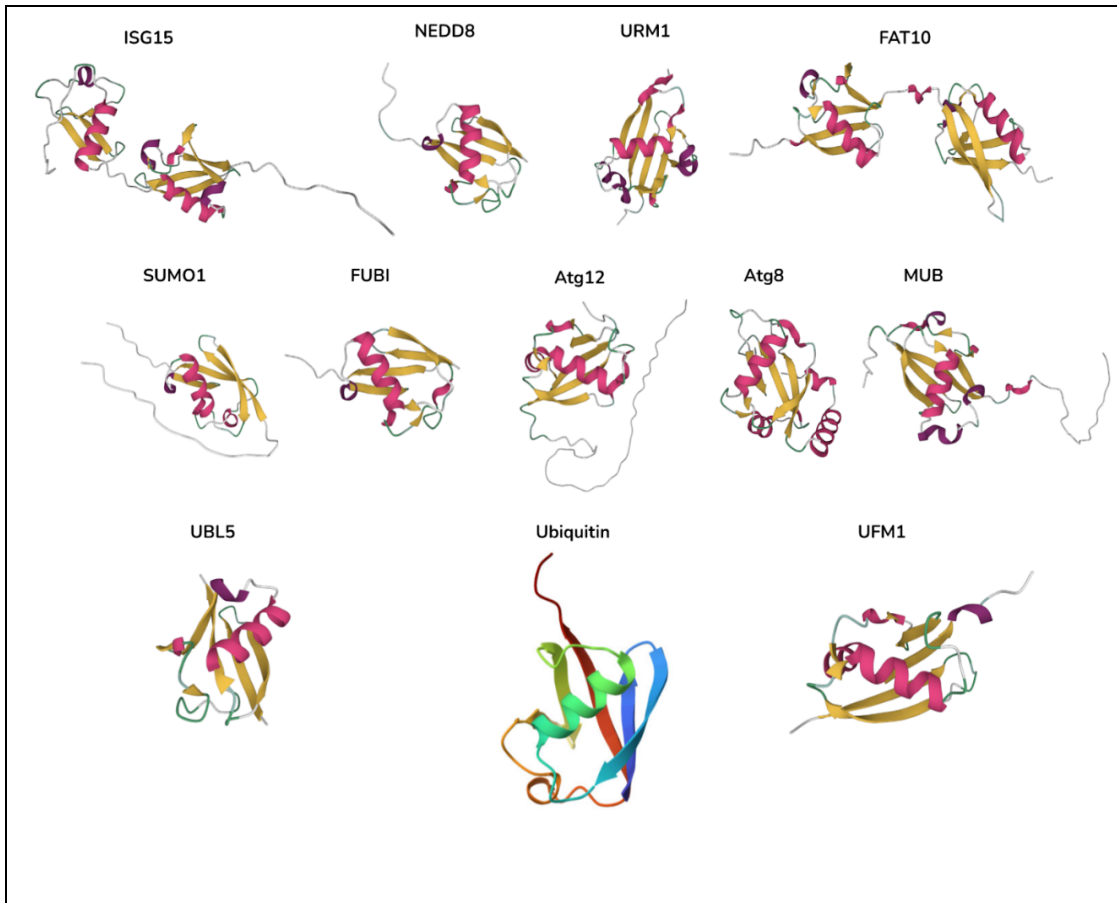 ISG15
NEDD8
URM1
FAT10
SUMO1
FUBI
Atg12
Atg8
MUB
UBL5
Ubiquitin
UFM1